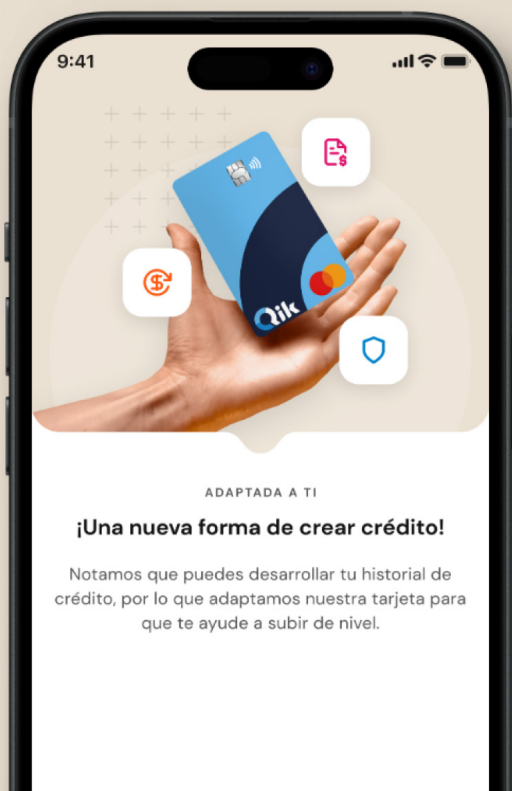 9:41
Qik
ADAPTADA A TI
¡Una nueva forma de crear crédito!
Notamos que puedes desarrollar tu historial de
crédito, por lo que adaptamos nuestra tarjeta para
que te ayude a subir de nivel.